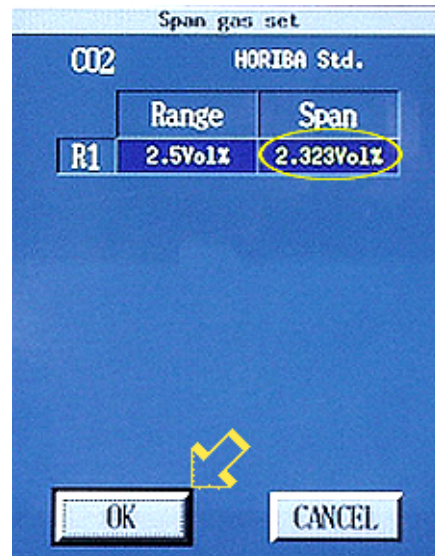 Span gas set
CO2 HORIBA Std.
Range Span
R1 2.5Vol% 2.323Vol%
OK CANCEL